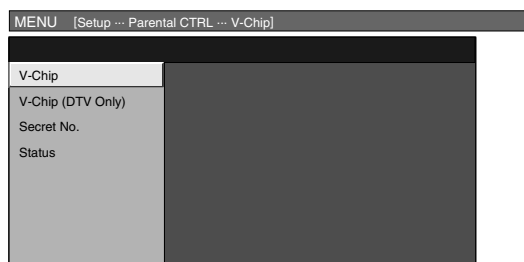 MENU [Setup ··· Parental CTRL ··· V-Chip]
V-Chip
V-Chip (DTV Only)
Secret No.
Status